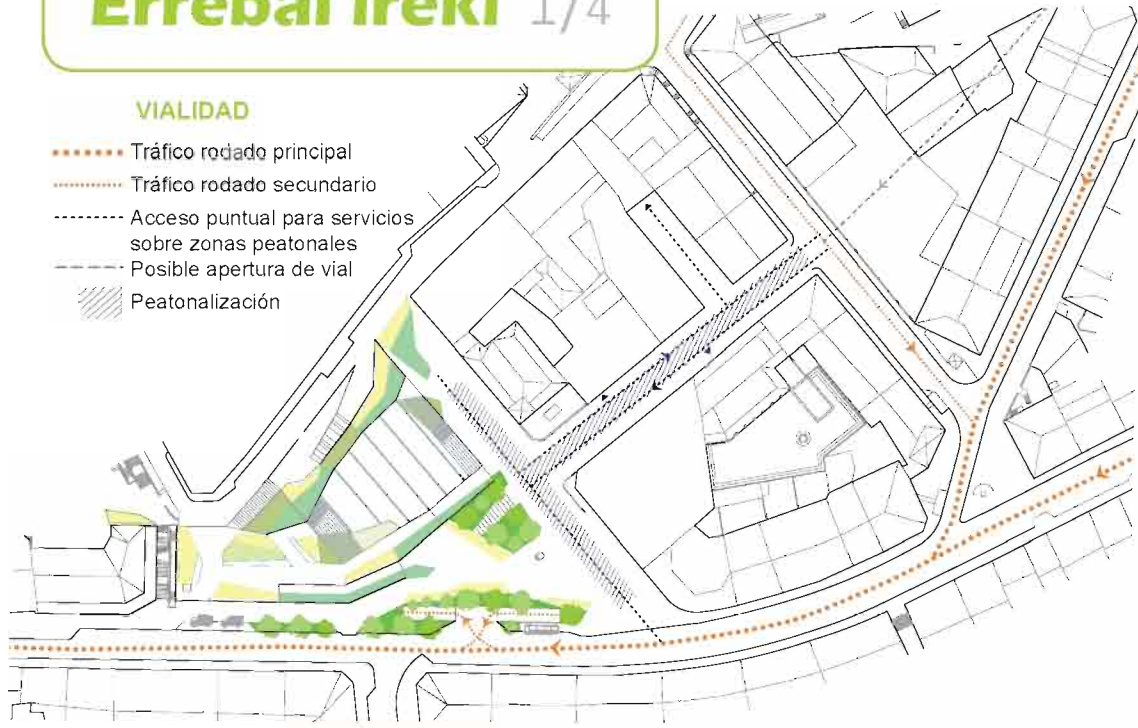 Errebal Ireki 1/4
VIALIDAD
Tráfico rodado principal
Tráfico rodado secundario
Acceso puntual para servicios
sobre zonas peatonales
Posible apertura de vial
Peatonalización